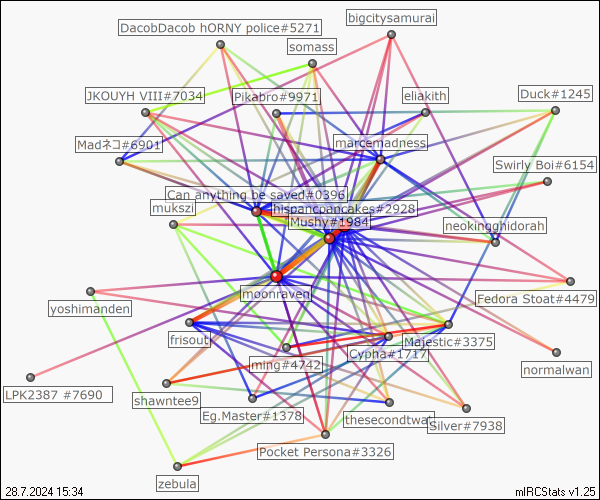 bigcitysamurai
DacobDacob hORNY police#5271
somass
JKOUYH VIII#7034
Pikabro#9971
eliakith
Duck#1245
Madネコ#6901
marcemadness
Swirly Boi#6154
Can anything be saved#0396
mukszi
hispanicpancakes#2928
Mushy#1984
neokinghidorah
moonraven
Fedora Stoat#4479
yoshimanden
frisout
Majestic#3375
Cypha#1717
ming#4742
normalwan
LPK2387 #7690
shawntee9
Eg.Master#1378
thesecondtwat
Silver#7938
Pocket Persona#3326
zebula
28.7.2024 15:34
mIRCStats v1.25